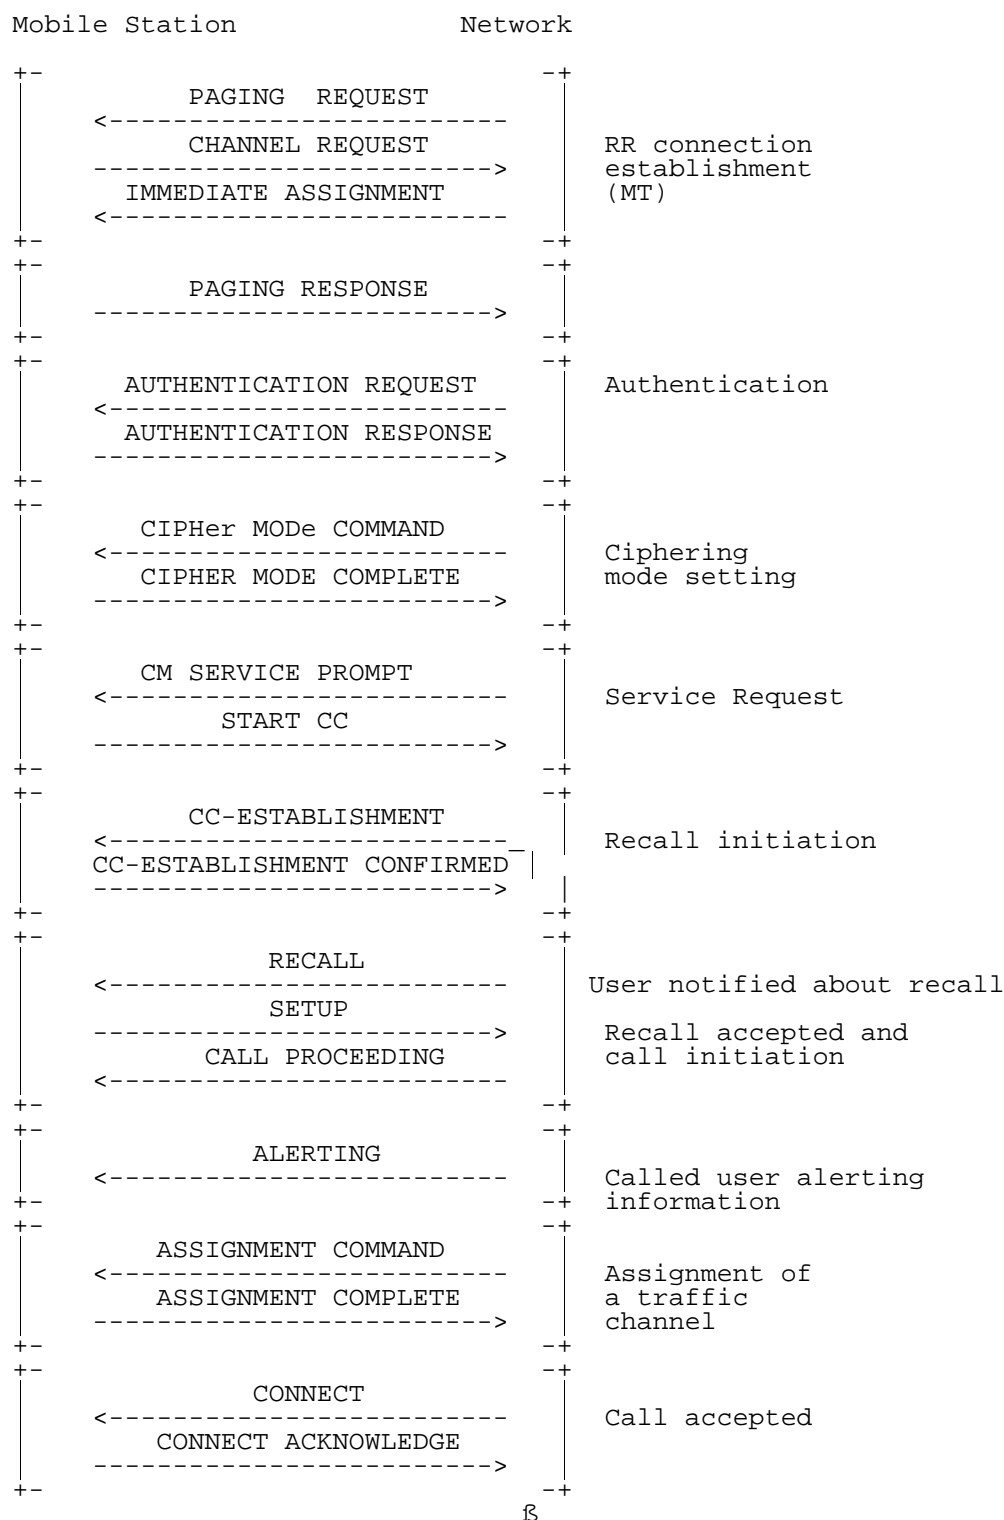 Mobile Station Network
+- -+
PAGING REQUEST
<-------------------------
CHANNEL REQUEST RR connection
-------------------------> establishment
IMMEDIATE ASSIGNMENT (MT)
<-------------------------
+- -+
+- -+
PAGING RESPONSE
------------------------->
+- -+
+- -+
AUTHENTICATION REQUEST Authentication
<-------------------------
AUTHENTICATION RESPONSE
------------------------->
+- -+
+- -+
CIPHer MODe COMMAND
<------------------------- Ciphering
CIPHER MODE COMPLETE mode setting
------------------------->
+- -+
+- -+
CM SERVICE PROMPT
<------------------------- Service Request
START CC
------------------------->
+- -+
+- -+
CC-ESTABLISHMENT
<------------------------- Recall initiation
CC-ESTABLISHMENT CONFIRMED
------------------------->
+- -+
+- -+
RECALL
<------------------------- User notified about recall
SETUP
-------------------------> Recall accepted and
CALL PROCEEDING call initiation
<-------------------------
+- -+
+- -+
ALERTING
<------------------------- Called user alerting
+- -+ information
+- -+
ASSIGNMENT COMMAND
<------------------------- Assignment of
ASSIGNMENT COMPLETE a traffic
-------------------------> channel
+- -+
+- -+
CONNECT
<------------------------- Call accepted
CONNECT ACKNOWLEDGE
------------------------->
+- -+
ß